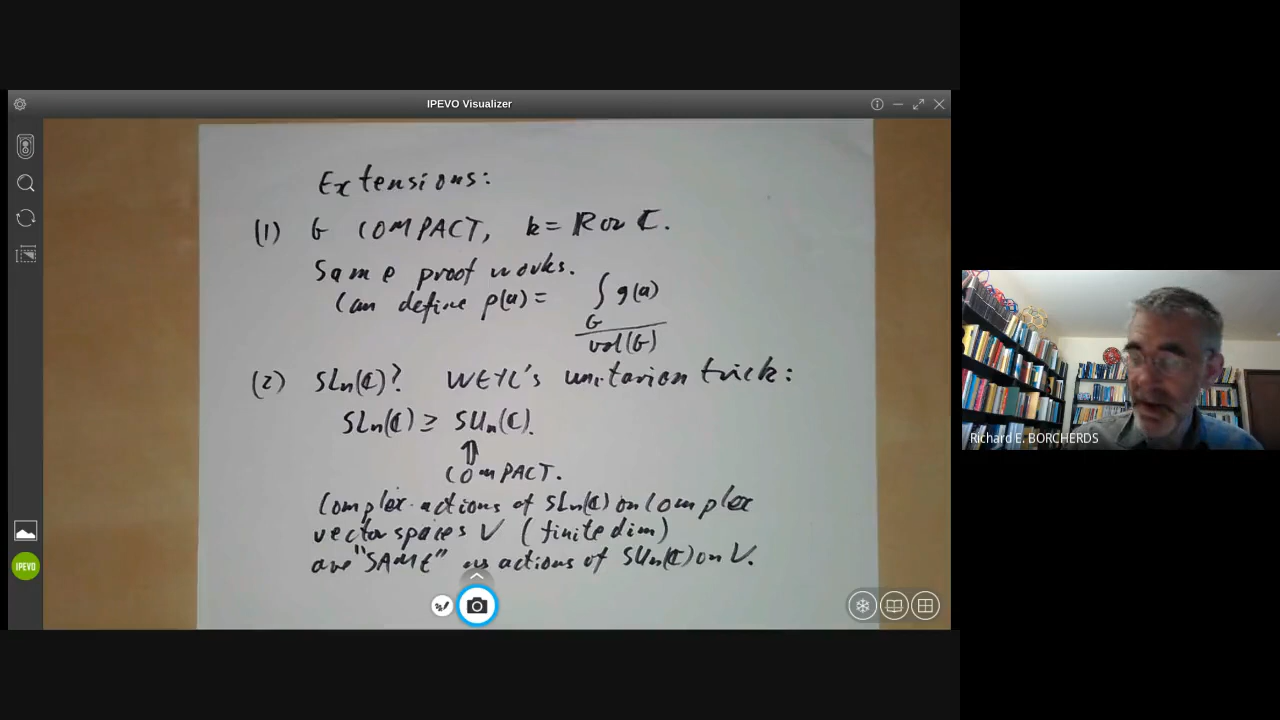 IPEVO Visualizer
Extensions:
(1) G COMPACT, k = ℝ or ℂ.
Same proof works.
Can define ρ(a) = ∫ g(a)
G
vol(G)
(2) SLn(ℂ)? WEYL's unitarian trick:
SLn(ℂ) ≥ SUn(ℂ).
⇑
COMPACT.
Complex actions of SLn(ℂ) on complex
vector spaces V (finite dim)
are "SAME" as actions of SUn(ℂ) on V.
IPEVO
Richard E. BORCHERDS